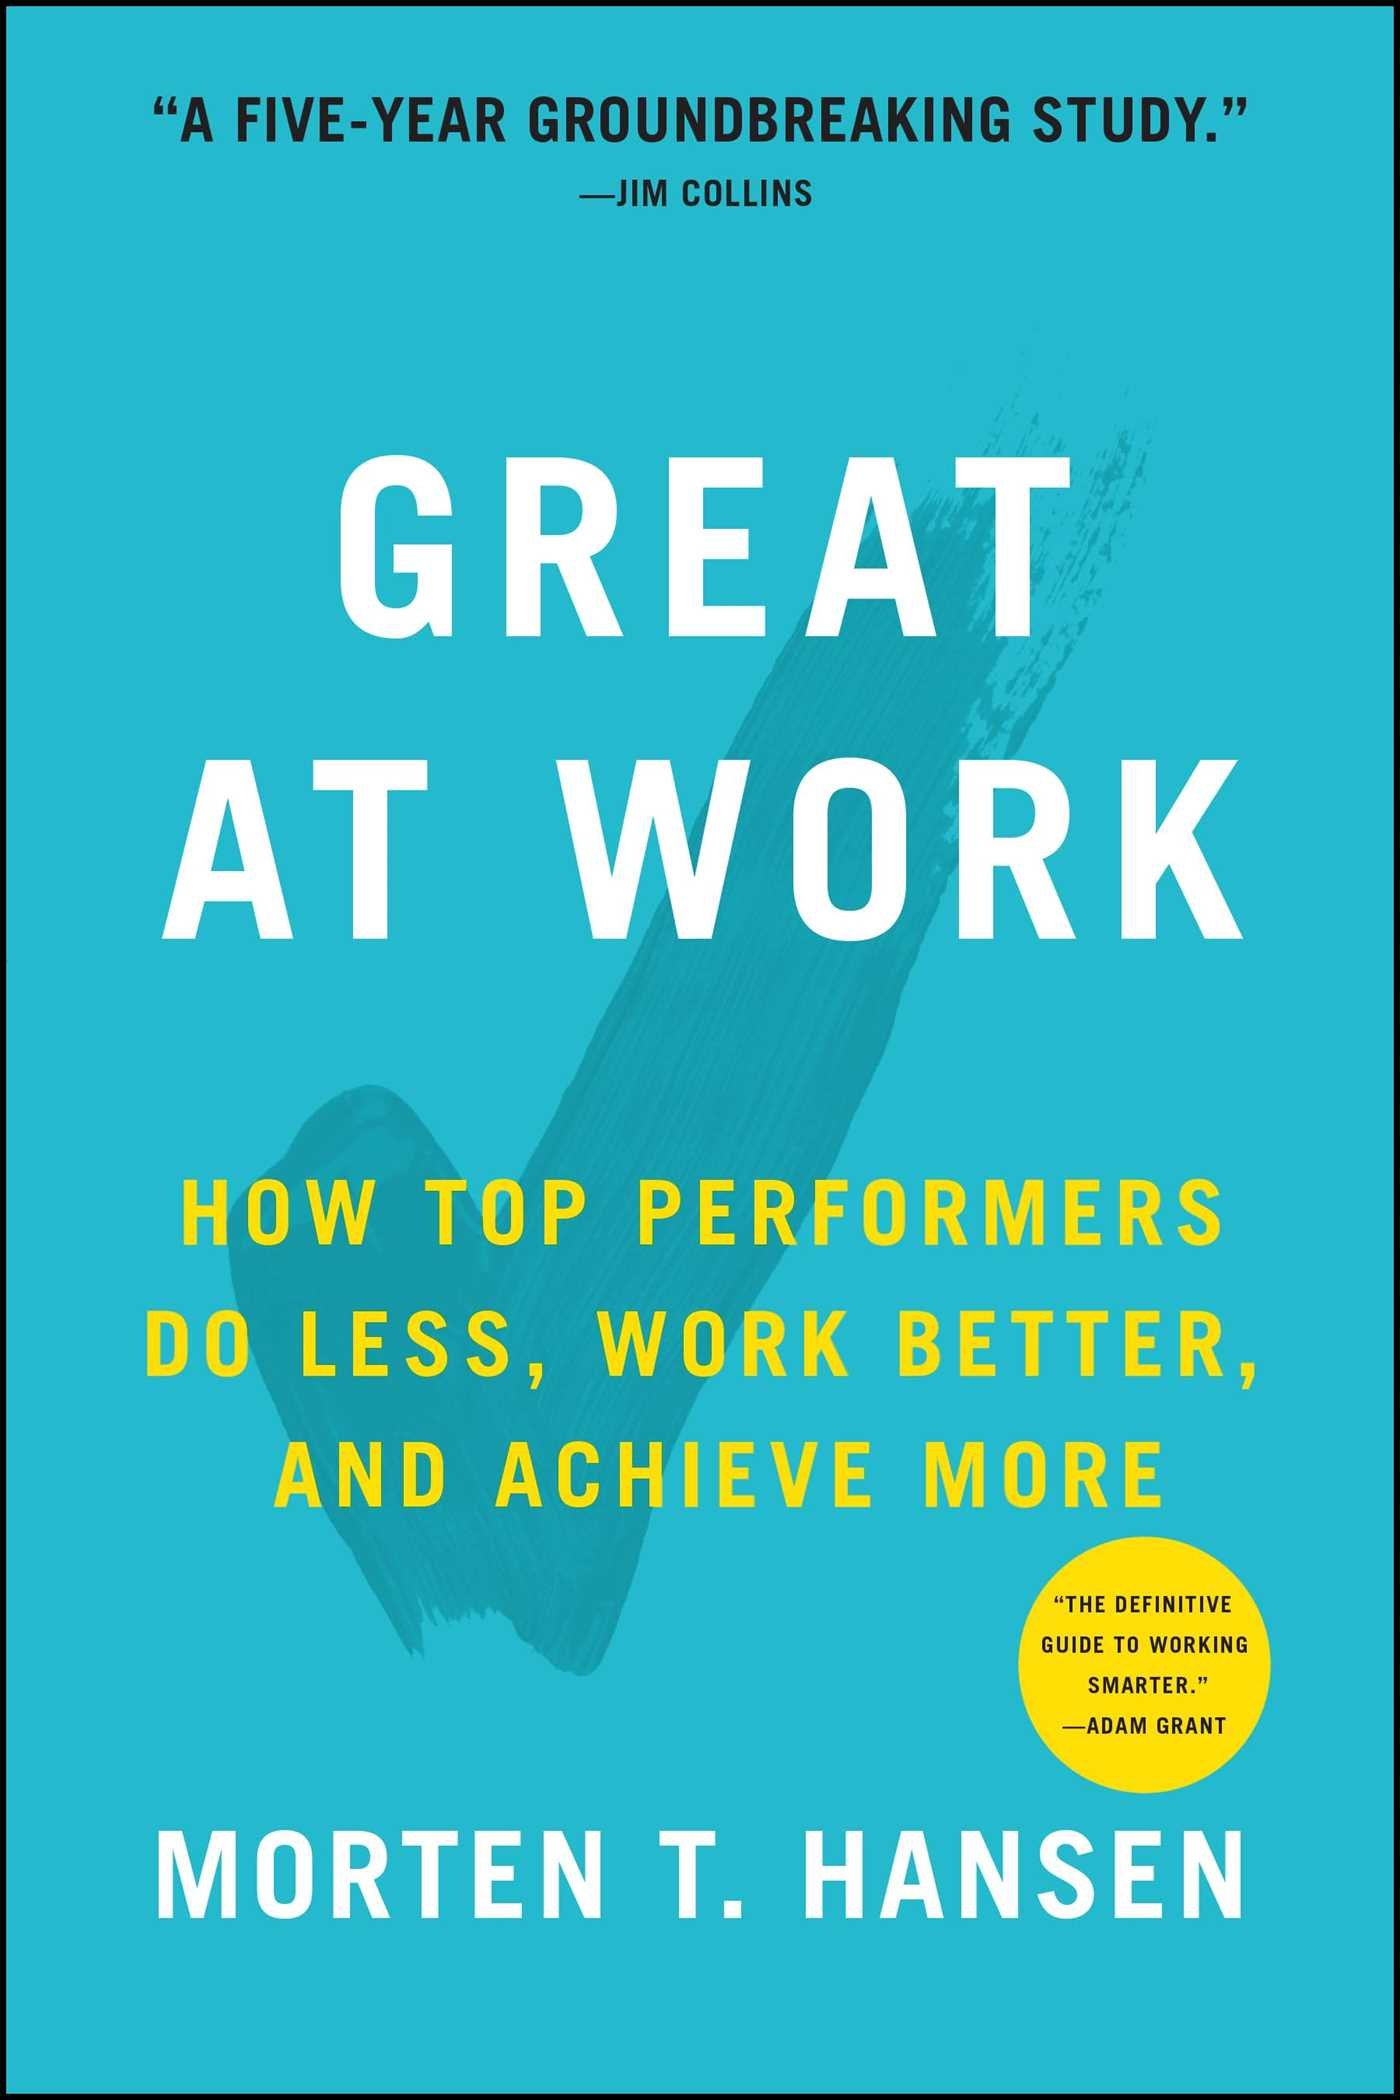 “A FIVE-YEAR GROUNDBREAKING STUDY.”
—JIM COLLINS
GREAT
AT WORK
HOW TOP PERFORMERS
DO LESS, WORK BETTER,
AND ACHIEVE MORE
“THE DEFINITIVE
GUIDE TO WORKING
SMARTER.”
—ADAM GRANT
MORTEN T. HANSEN